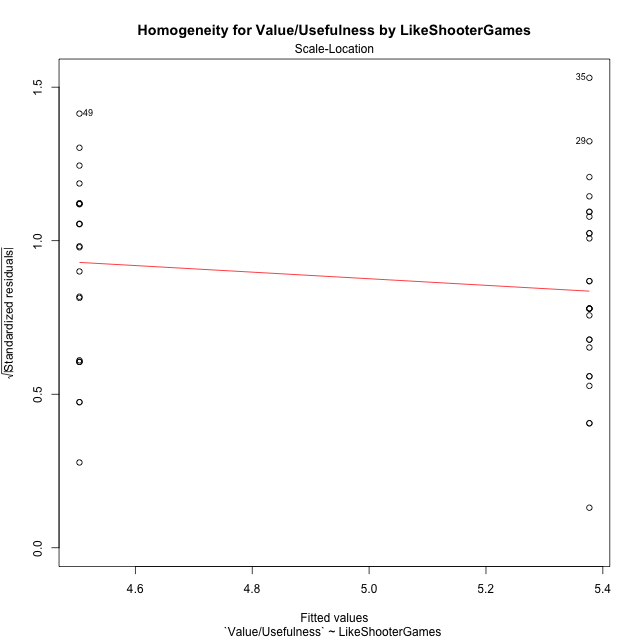 Homogeneity for Value/Usefulness by LikeShooterGames
Scale-Location
√|Standardized residuals|
1.5
1.0
0.5
0.0
49
35
29
4.6 4.8 5.0 5.2 5.4
Fitted values
`Value/Usefulness` ~ LikeShooterGames